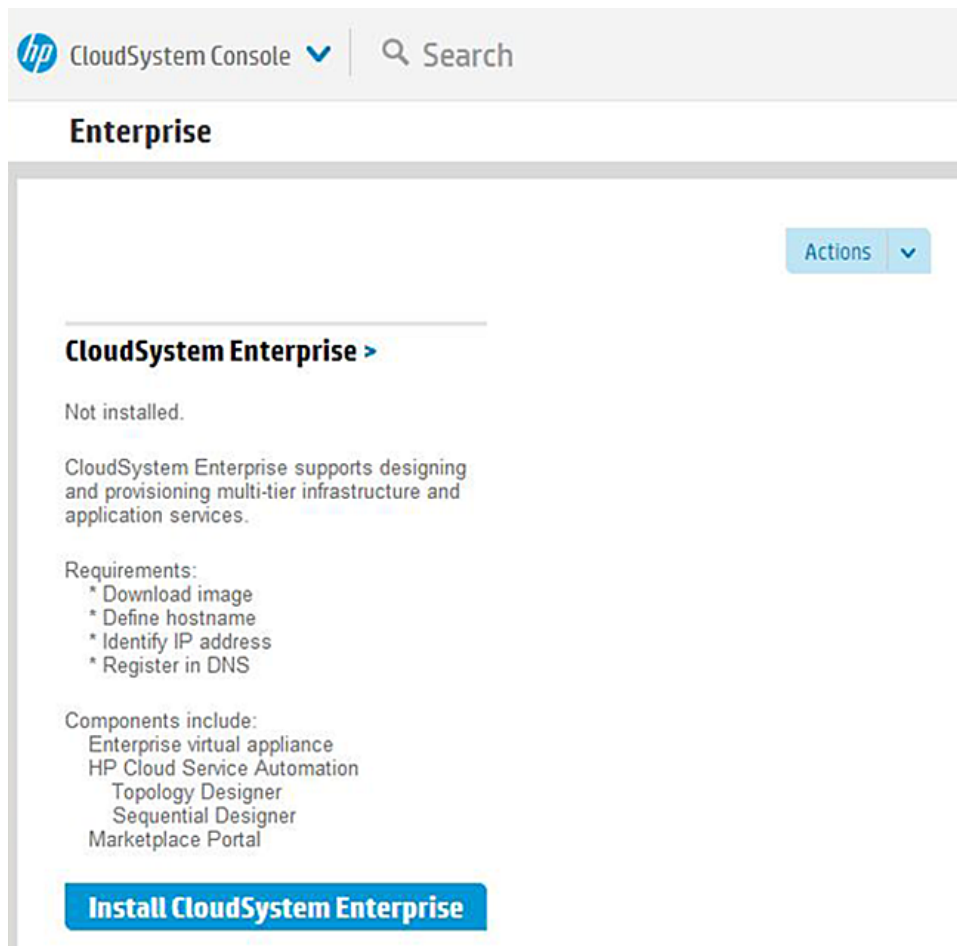 hp CloudSystem Console Search
Enterprise
Actions
CloudSystem Enterprise >
Not installed.
CloudSystem Enterprise supports designing
and provisioning multi-tier infrastructure and
application services.
Requirements:
* Download image
* Define hostname
* Identify IP address
* Register in DNS
Components include:
Enterprise virtual appliance
HP Cloud Service Automation
Topology Designer
Sequential Designer
Marketplace Portal
Install CloudSystem Enterprise